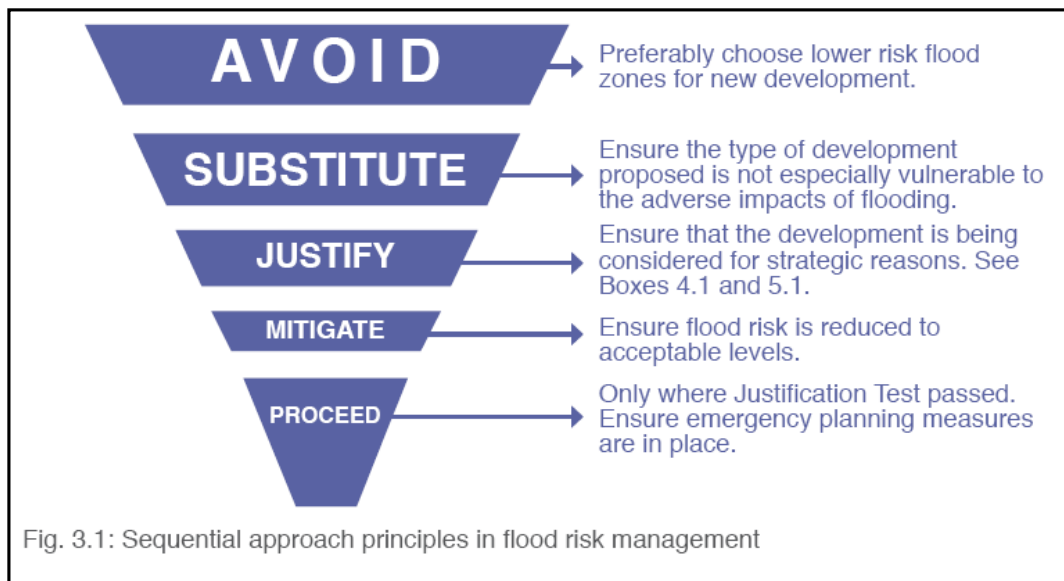 AVOID
Preferably choose lower risk flood
zones for new development.
SUBSTITUTE
Ensure the type of development
proposed is not especially vulnerable to
the adverse impacts of flooding.
JUSTIFY
Ensure that the development is being
considered for strategic reasons. See
Boxes 4.1 and 5.1.
MITIGATE
Ensure flood risk is reduced to
acceptable levels.
PROCEED
Only where Justification Test passed.
Ensure emergency planning measures
are in place.
Fig. 3.1: Sequential approach principles in flood risk management